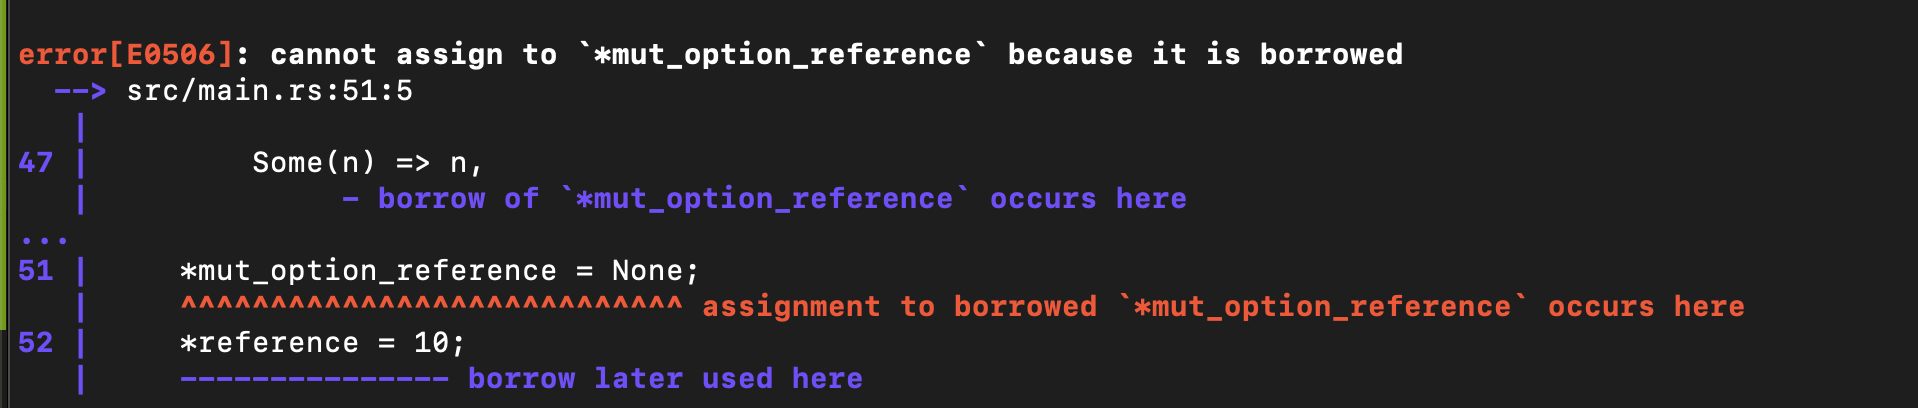 error[E0506]: cannot assign to `*mut_option_reference` because it is borrowed
  --> src/main.rs:51:5
   |
47 |         Some(n) => n,
   |              - borrow of `*mut_option_reference` occurs here
...
51 |     *mut_option_reference = None;
   |     ^^^^^^^^^^^^^^^^^^^^^^^^^^^^ assignment to borrowed `*mut_option_reference` occurs here
52 |     *reference = 10;
   |     --------------- borrow later used here